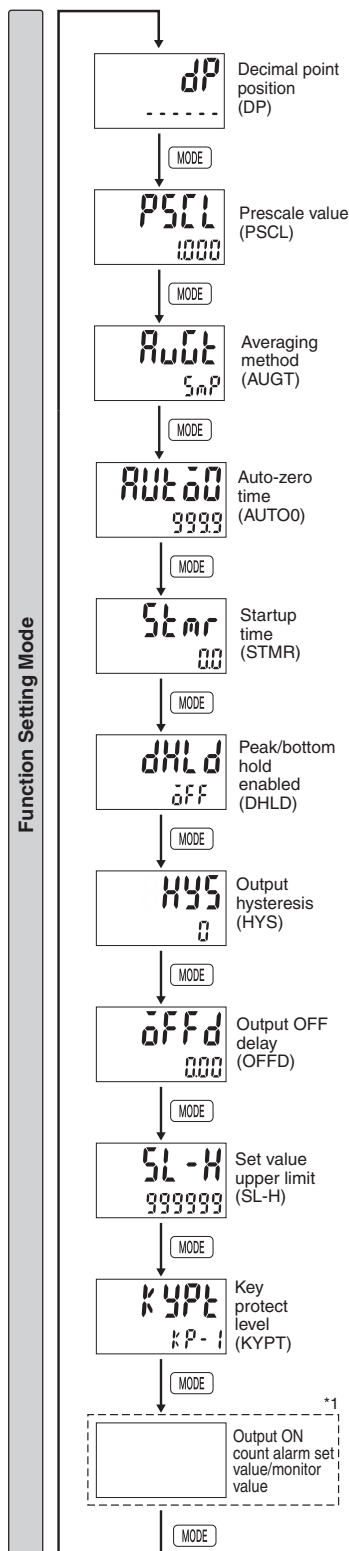 Function Setting Mode
dP
------
Decimal point
position
(DP)
MODE
PSCL
1.000
Prescale value
(PSCL)
MODE
AvGt
SmP
Averaging
method
(AUGT)
MODE
AUto0
999.9
Auto-zero
time
(AUTO0)
MODE
Stmr
0.0
Startup
time
(STMR)
MODE
dHLd
oFF
Peak/bottom
hold
enabled
(DHLD)
MODE
HYS
0
Output
hysteresis
(HYS)
MODE
oFFd
0.00
Output OFF
delay
(OFFD)
MODE
SL-H
999999
Set value
upper limit
(SL-H)
MODE
KYPt
KP-1
Key
protect
level
(KYPT)
MODE
*1
Output ON
count alarm set
value/monitor
value
MODE